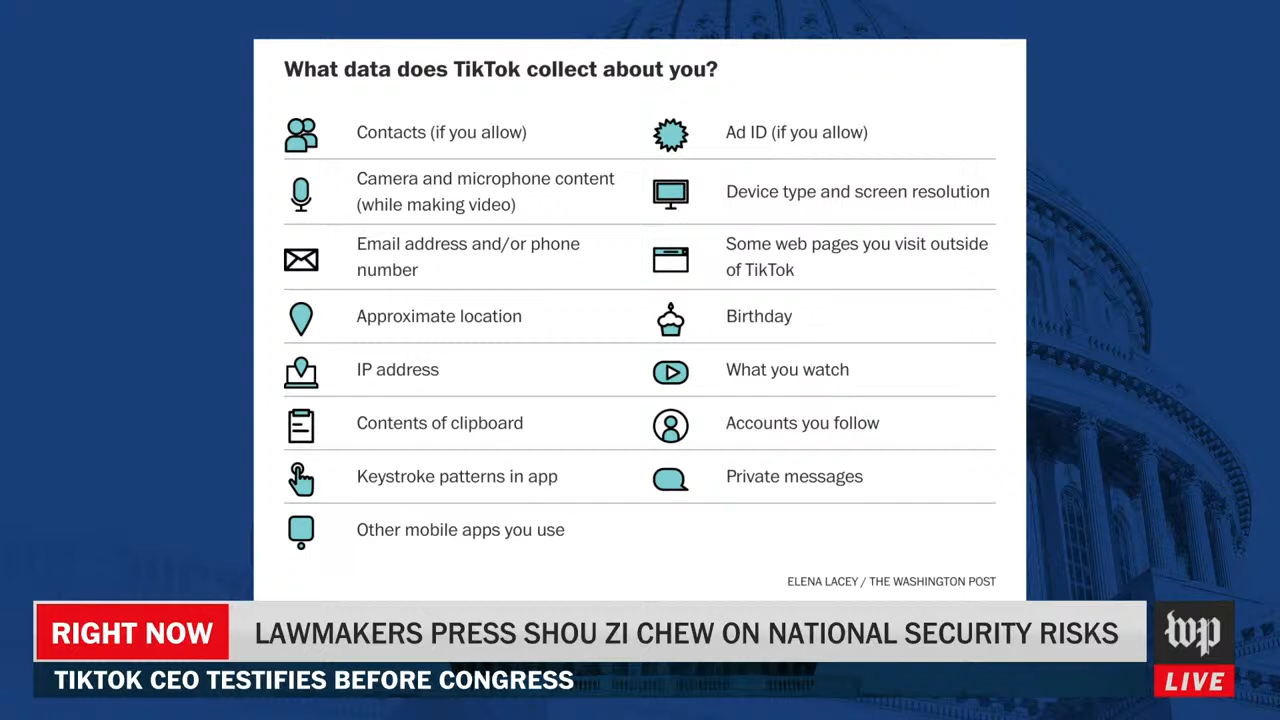 What data does TikTok collect about you?
Contacts (if you allow)
Camera and microphone content
(while making video)
Email address and/or phone
number
Approximate location
IP address
Contents of clipboard
Keystroke patterns in app
Other mobile apps you use
Ad ID (if you allow)
Device type and screen resolution
Some web pages you visit outside
of TikTok
Birthday
What you watch
Accounts you follow
Private messages
ELENA LACEY / THE WASHINGTON POST
RIGHT NOW
LAWMAKERS PRESS SHOU ZI CHEW ON NATIONAL SECURITY RISKS
TIKTOK CEO TESTIFIES BEFORE CONGRESS
wp
LIVE